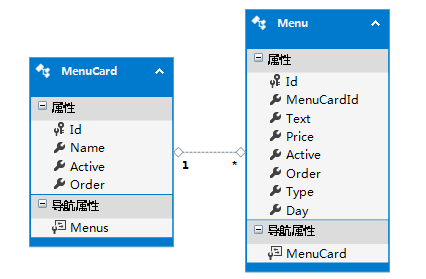 MenuCard
属性
Id
Name
Active
Order
导航属性
Menus
1
*
Menu
属性
Id
MenuCardId
Text
Price
Active
Order
Type
Day
导航属性
MenuCard